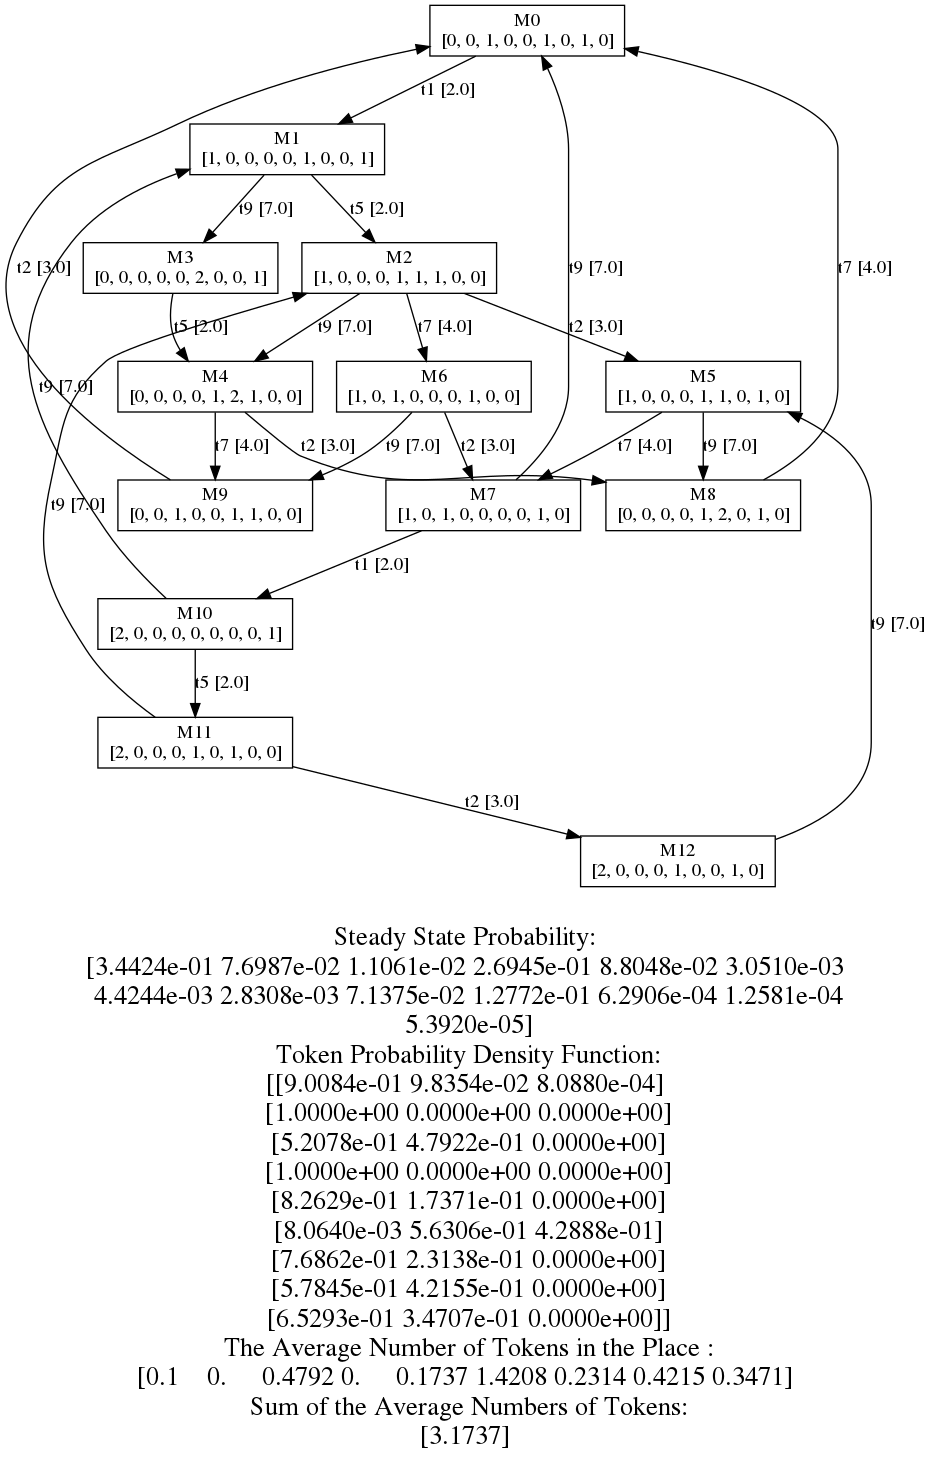 M0
[0, 0, 1, 0, 0, 1, 0, 1, 0]
t1 [2.0]
M1
[1, 0, 0, 0, 0, 1, 0, 0, 1]
t9 [7.0]
t5 [2.0]
M3
[0, 0, 0, 0, 0, 2, 0, 0, 1]
M2
[1, 0, 0, 0, 1, 1, 1, 0, 0]
t2 [3.0]
t9 [7.0]
t7 [4.0]
t5 [2.0]
t9 [7.0]
t7 [4.0]
t2 [3.0]
M4
[0, 0, 0, 0, 1, 2, 1, 0, 0]
M6
[1, 0, 1, 0, 0, 0, 1, 0, 0]
M5
[1, 0, 0, 0, 1, 1, 0, 1, 0]
t9 [7.0]
t7 [4.0]
t2 [3.0]
t9 [7.0]
t2 [3.0]
t7 [4.0]
t9 [7.0]
M9
[0, 0, 1, 0, 0, 1, 1, 0, 0]
M7
[1, 0, 1, 0, 0, 0, 0, 1, 0]
M8
[0, 0, 0, 0, 1, 2, 0, 1, 0]
t9 [7.0]
t1 [2.0]
M10
[2, 0, 0, 0, 0, 0, 0, 0, 1]
t9 [7.0]
t5 [2.0]
M11
[2, 0, 0, 0, 1, 0, 1, 0, 0]
t2 [3.0]
M12
[2, 0, 0, 0, 1, 0, 0, 1, 0]
Steady State Probability:
[3.4424e-01 7.6987e-02 1.1061e-02 2.6945e-01 8.8048e-02 3.0510e-03
4.4244e-03 2.8308e-03 7.1375e-02 1.2772e-01 6.2906e-04 1.2581e-04
5.3920e-05]
Token Probability Density Function:
[[9.0084e-01 9.8354e-02 8.0880e-04]
[1.0000e+00 0.0000e+00 0.0000e+00]
[5.2078e-01 4.7922e-01 0.0000e+00]
[1.0000e+00 0.0000e+00 0.0000e+00]
[8.2629e-01 1.7371e-01 0.0000e+00]
[8.0640e-03 5.6306e-01 4.2888e-01]
[7.6862e-01 2.3138e-01 0.0000e+00]
[5.7845e-01 4.2155e-01 0.0000e+00]
[6.5293e-01 3.4707e-01 0.0000e+00]]
The Average Number of Tokens in the Place :
[0.1 0. 0.4792 0. 0.1737 1.4208 0.2314 0.4215 0.3471]
Sum of the Average Numbers of Tokens:
[3.1737]